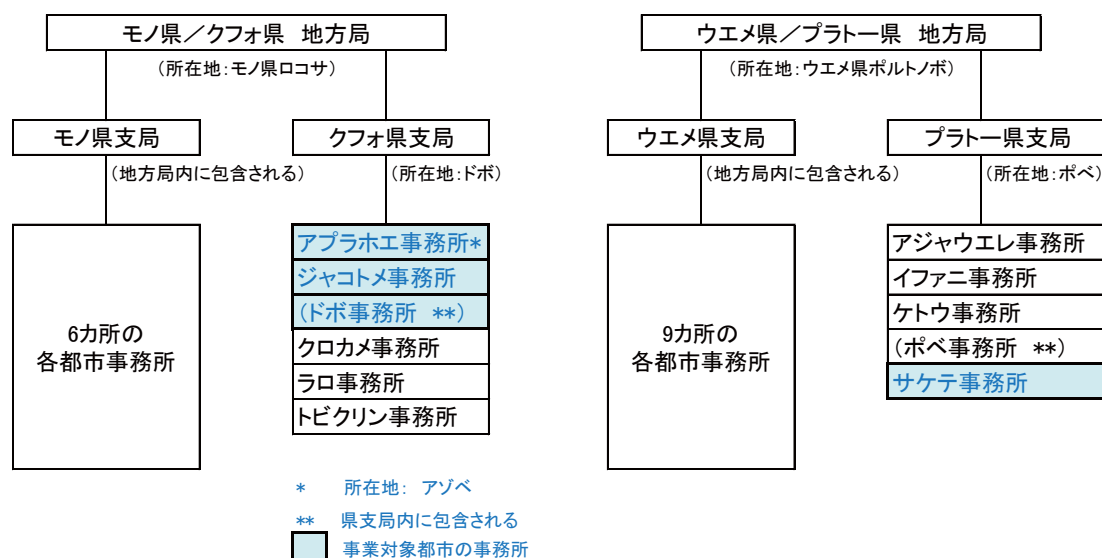 モノ県／クフォ県 地方局
（所在地：モノ県ロコサ）
モノ県支局
（地方局内に包含される）
6カ所の
各都市事務所
クフォ県支局
（所在地：ドボ）
アプラホエ事務所*
ジャコトメ事務所
（ドボ事務所 **）
クロカメ事務所
ラロ事務所
トビクリン事務所
* 所在地： アゾベ
** 県支局内に包含される
事業対象都市の事務所
ウエメ県／プラトー県 地方局
（所在地：ウエメ県ポルトノボ）
ウエメ県支局
（地方局内に包含される）
9カ所の
各都市事務所
プラトー県支局
（所在地：ポベ）
アジャウエレ事務所
イファニ事務所
ケトウ事務所
（ポベ事務所 **）
サケテ事務所